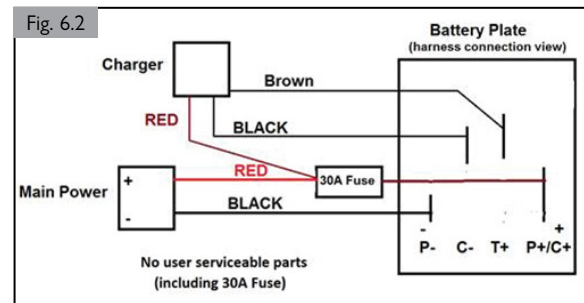 Fig. 6.2
Battery Plate
(harness connection view)
Charger
Brown
RED
BLACK
RED
30A Fuse
Main Power
+
-
BLACK
- +
P- C- T+ P+/C+
No user serviceable parts
(including 30A Fuse)